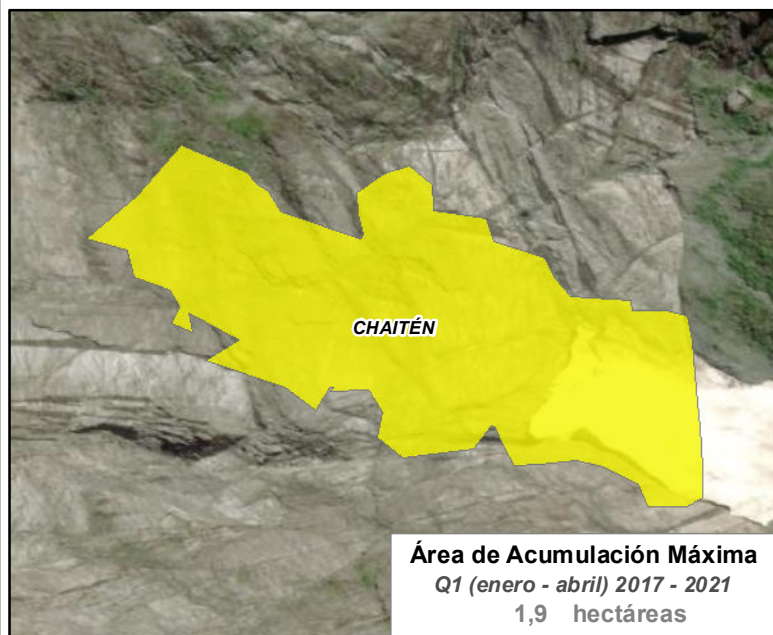 CHAITÉN
Área de Acumulación Máxima
Q1 (enero - abril) 2017 - 2021
1,9 hectáreas